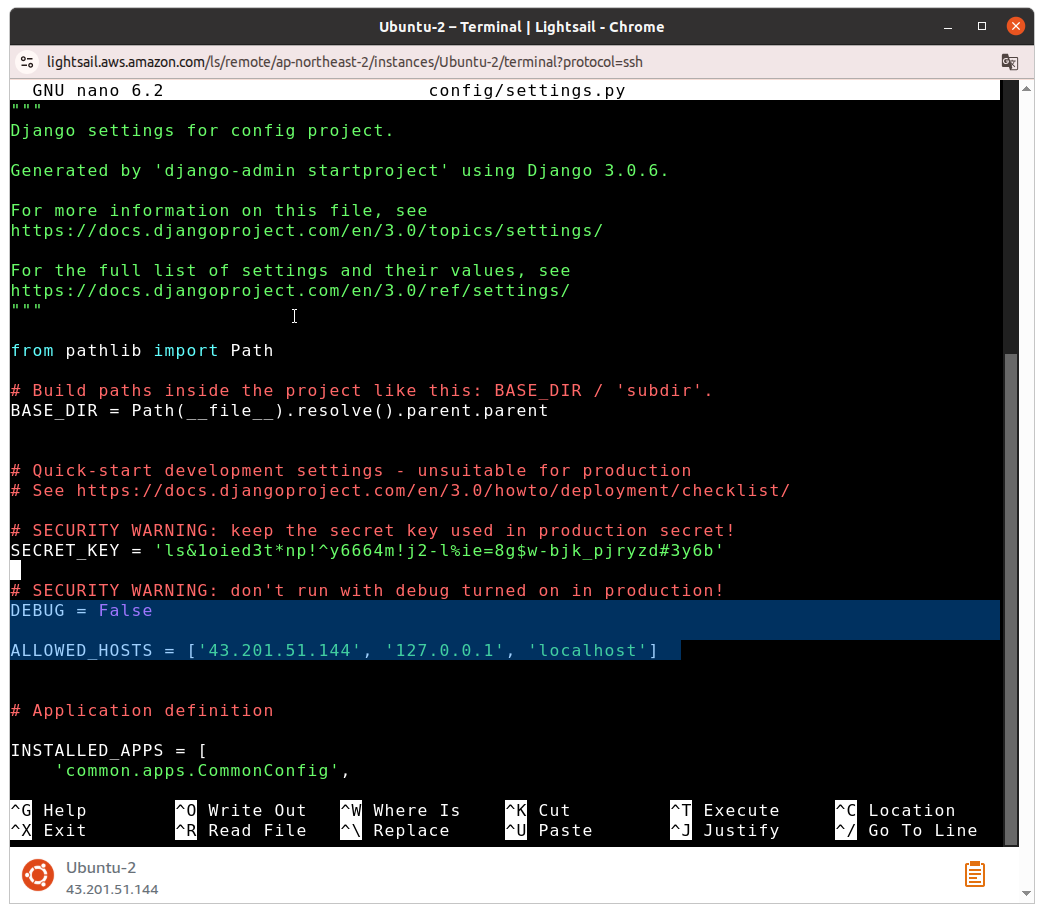 Ubuntu-2 – Terminal | Lightsail - Chrome
lightsail.aws.amazon.com/ls/remote/ap-northeast-2/instances/Ubuntu-2/terminal?protocol=ssh
GNU nano 6.2 config/settings.py
"""
Django settings for config project.
Generated by 'django-admin startproject' using Django 3.0.6.
For more information on this file, see
https://docs.djangoproject.com/en/3.0/topics/settings/
For the full list of settings and their values, see
https://docs.djangoproject.com/en/3.0/ref/settings/
"""
from pathlib import Path
# Build paths inside the project like this: BASE_DIR / 'subdir'.
BASE_DIR = Path(__file__).resolve().parent.parent
# Quick-start development settings - unsuitable for production
# See https://docs.djangoproject.com/en/3.0/howto/deployment/checklist/
# SECURITY WARNING: keep the secret key used in production secret!
SECRET_KEY = 'ls&1oied3t*np!^y6664m!j2-l%ie=8g$w-bjk_pjryzd#3y6b'
# SECURITY WARNING: don't run with debug turned on in production!
DEBUG = False
ALLOWED_HOSTS = ['43.201.51.144', '127.0.0.1', 'localhost']
# Application definition
INSTALLED_APPS = [
    'common.apps.CommonConfig',
^G Help ^O Write Out ^W Where Is ^K Cut ^T Execute ^C Location
^X Exit ^R Read File ^\ Replace ^U Paste ^J Justify ^/ Go To Line
Ubuntu-2
43.201.51.144